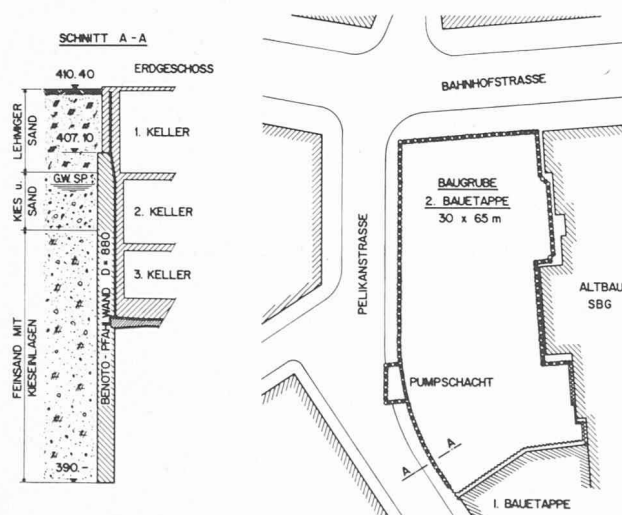 SCHNITT A-A
410.40
ERDGESCHOSS
LEHMIGER
SAND
407.10
1. KELLER
KIES u.
SAND
G.W. SP.
2. KELLER
3. KELLER
FEINSAND MIT
KIESEINLAGEN
BENOTO-PFAHLWAND D=880
390.-
BAHNHOFSTRASSE
PELIKANSTRASSE
BAUGRUBE
2. BAUETAPPE
30 x 65 m
ALTBAU
SBG
PUMPSCHACHT
A
A
1. BAUETAPPE